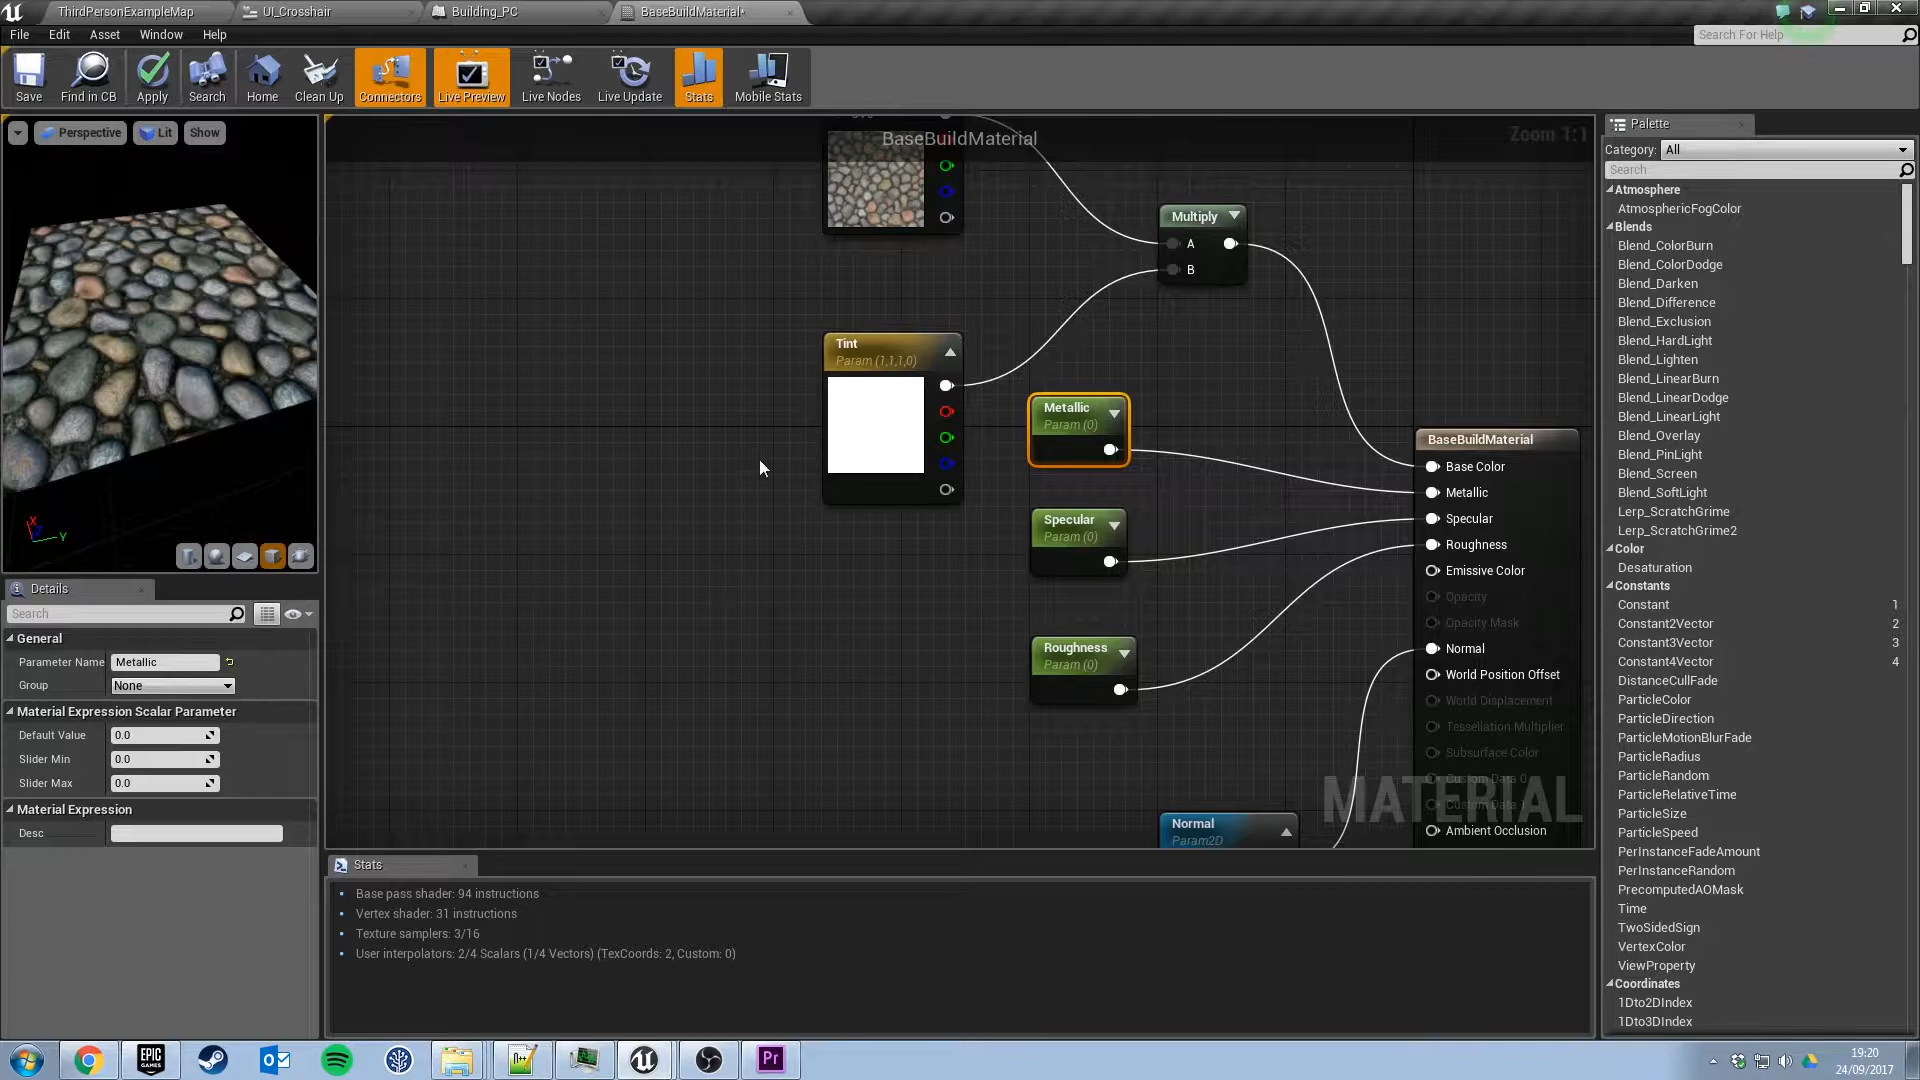 ThirdPersonExampleMap
UI_Crosshair
Building_PC
BaseBuildMaterial*
File Edit Asset Window Help
Search For Help
Save
Find in CB
Apply
Search
Home
Clean Up
Connectors
Live Preview
Live Nodes
Live Update
Stats
Mobile Stats
Perspective
Lit
Show
BaseBuildMaterial
Zoom 1:1
Multiply
A
B
Tint
Param (1,1,1,0)
Metallic
Param (0)
Specular
Param (0)
Roughness
Param (0)
BaseBuildMaterial
Base Color
Metallic
Specular
Roughness
Emissive Color
Opacity
Opacity Mask
Normal
World Position Offset
World Displacement
Tessellation Multiplier
Subsurface Color
Custom Data 0
Custom Data 1
Ambient Occlusion
MATERIAL
Normal
Param2D
X
Y
Details
Search
General
Parameter Name Metallic
Group None
Material Expression Scalar Parameter
Default Value 0.0
Slider Min 0.0
Slider Max 0.0
Material Expression
Desc
Stats
Base pass shader: 94 instructions
Vertex shader: 31 instructions
Texture samplers: 3/16
User interpolators: 2/4 Scalars (1/4 Vectors) (TexCoords: 2, Custom: 0)
Palette
Category: All
Search
Atmosphere
AtmosphericFogColor
Blends
Blend_ColorBurn
Blend_ColorDodge
Blend_Darken
Blend_Difference
Blend_Exclusion
Blend_HardLight
Blend_Lighten
Blend_LinearBurn
Blend_LinearDodge
Blend_LinearLight
Blend_Overlay
Blend_PinLight
Blend_Screen
Blend_SoftLight
Lerp_ScratchGrime
Lerp_ScratchGrime2
Color
Desaturation
Constants
Constant 1
Constant2Vector 2
Constant3Vector 3
Constant4Vector 4
DistanceCullFade
ParticleColor
ParticleDirection
ParticleMotionBlurFade
ParticleRadius
ParticleRandom
ParticleRelativeTime
ParticleSize
ParticleSpeed
PerInstanceFadeAmount
PerInstanceRandom
PrecomputedAOMask
Time
TwoSidedSign
VertexColor
ViewProperty
Coordinates
1Dto2DIndex
1Dto3DIndex
EPIC
GAMES
Pr
19:20
24/09/2017